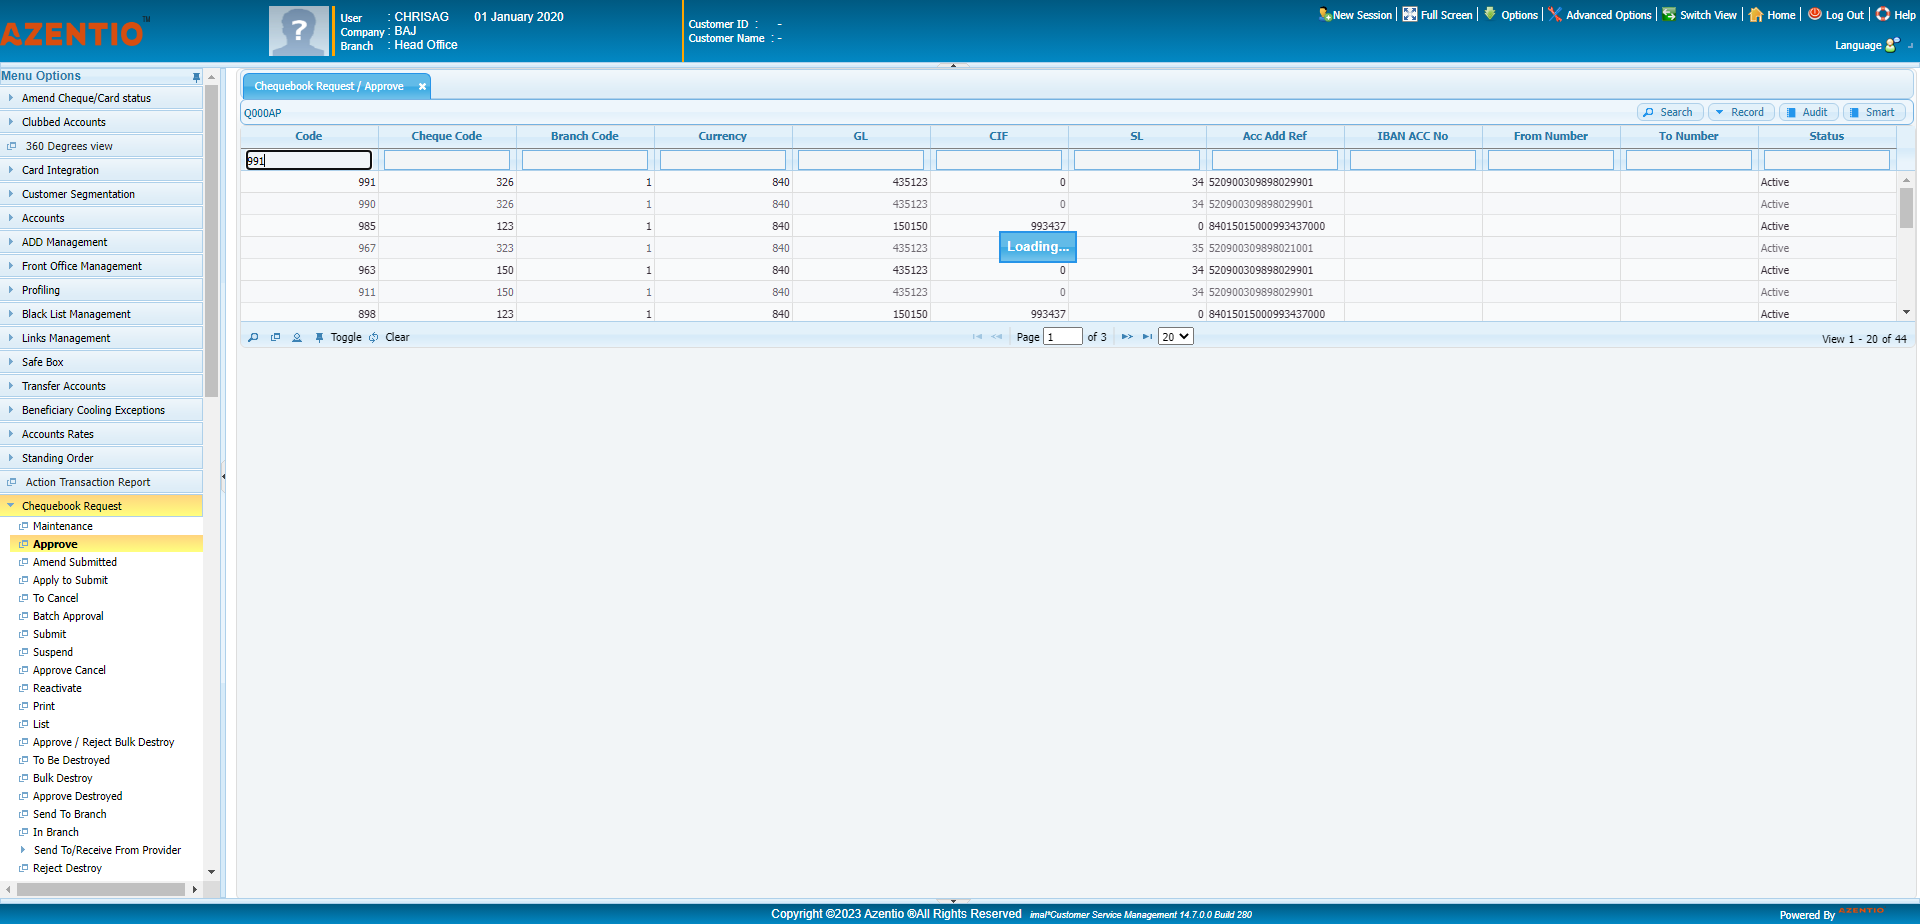 AZENTIO™
User : CHRISAG 01 January 2020
Company : BAJ
Branch : Head Office
Customer ID : -
Customer Name : -
New Session Full Screen Options Advanced Options Switch View Home Log Out Help
Language
Menu Options
Amend Cheque/Card status
Clubbed Accounts
360 Degrees view
Card Integration
Customer Segmentation
Accounts
ADD Management
Front Office Management
Profiling
Black List Management
Links Management
Safe Box
Transfer Accounts
Beneficiary Cooling Exceptions
Accounts Rates
Standing Order
Action Transaction Report
Chequebook Request
Maintenance
Approve
Amend Submitted
Apply to Submit
To Cancel
Batch Approval
Submit
Suspend
Approve Cancel
Reactivate
Print
List
Approve / Reject Bulk Destroy
To Be Destroyed
Bulk Destroy
Approve Destroyed
Send To Branch
In Branch
Send To/Receive From Provider
Reject Destroy
Chequebook Request / Approve
Q000AP Search Record Audit Smart
Code Cheque Code Branch Code Currency GL CIF SL Acc Add Ref IBAN ACC No From Number To Number Status
991
991 326 1 840 435123 0 34 520900309898029901 Active
990 326 1 840 435123 0 34 520900309898029901 Active
985 123 1 840 150150 993437 0 84015015000993437000 Active
967 323 1 840 435123 35 520900309898021001 Active
Loading...
963 150 1 840 435123 0 34 520900309898029901 Active
911 150 1 840 435123 0 34 520900309898029901 Active
898 123 1 840 150150 993437 0 84015015000993437000 Active
Toggle Clear Page 1 of 3 20 View 1 - 20 of 44
Copyright ©2023 Azentio ®All Rights Reserved imal*Customer Service Management 14.7.0.0 Build 280
Powered By AZENTIO